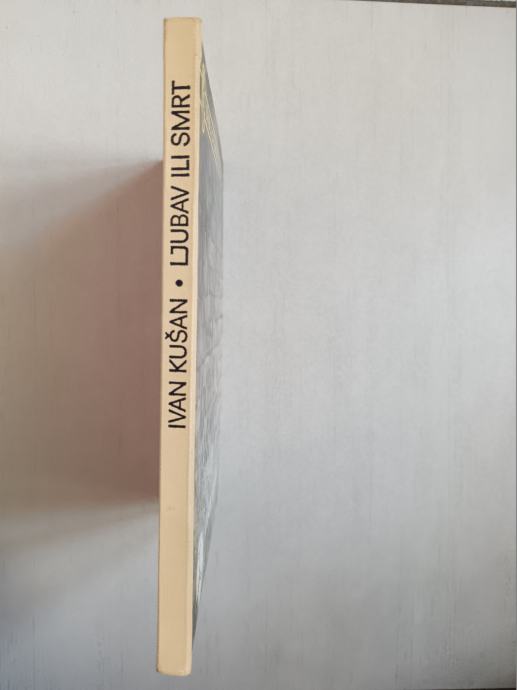 IVAN KUŠAN • LJUBAV ILI SMRT